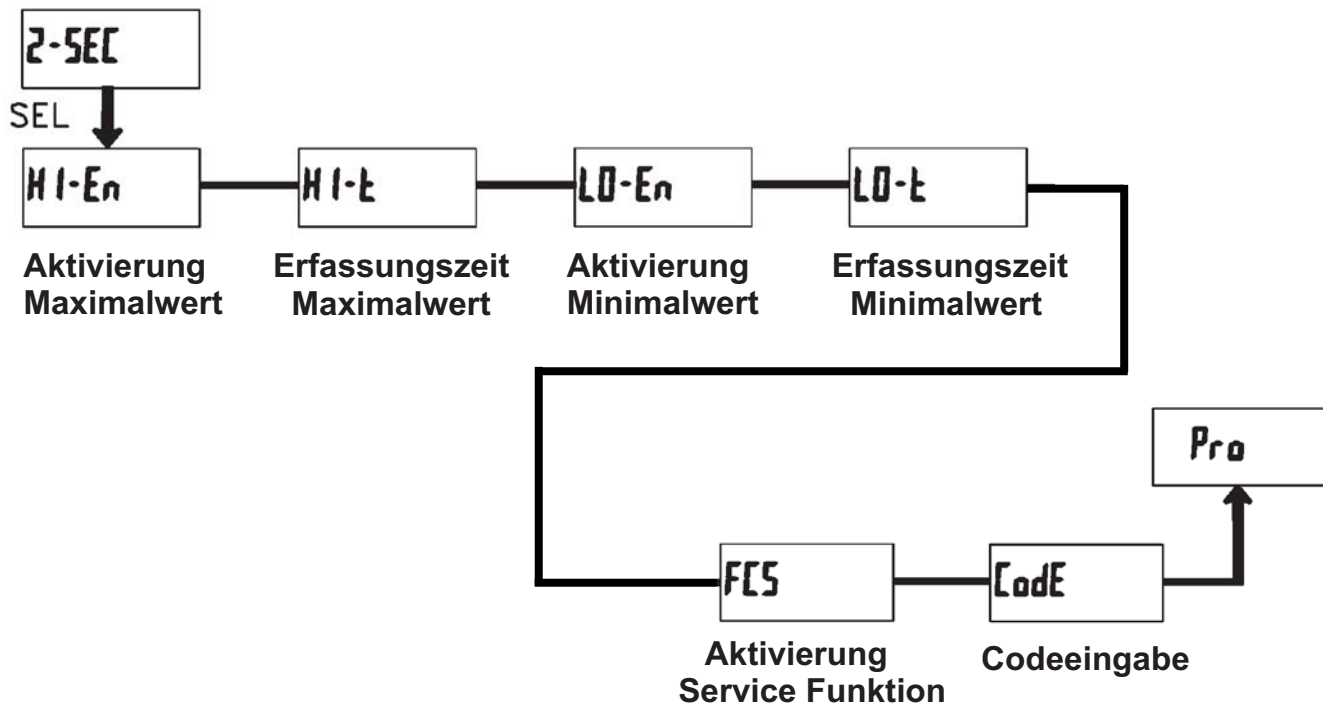 2-SEC
SEL
HI-En
HI-t
LO-En
LO-t
Aktivierung
Maximalwert
Erfassungszeit
Maximalwert
Aktivierung
Minimalwert
Erfassungszeit
Minimalwert
Pro
FCS
CodE
Aktivierung
Service Funktion
Codeeingabe